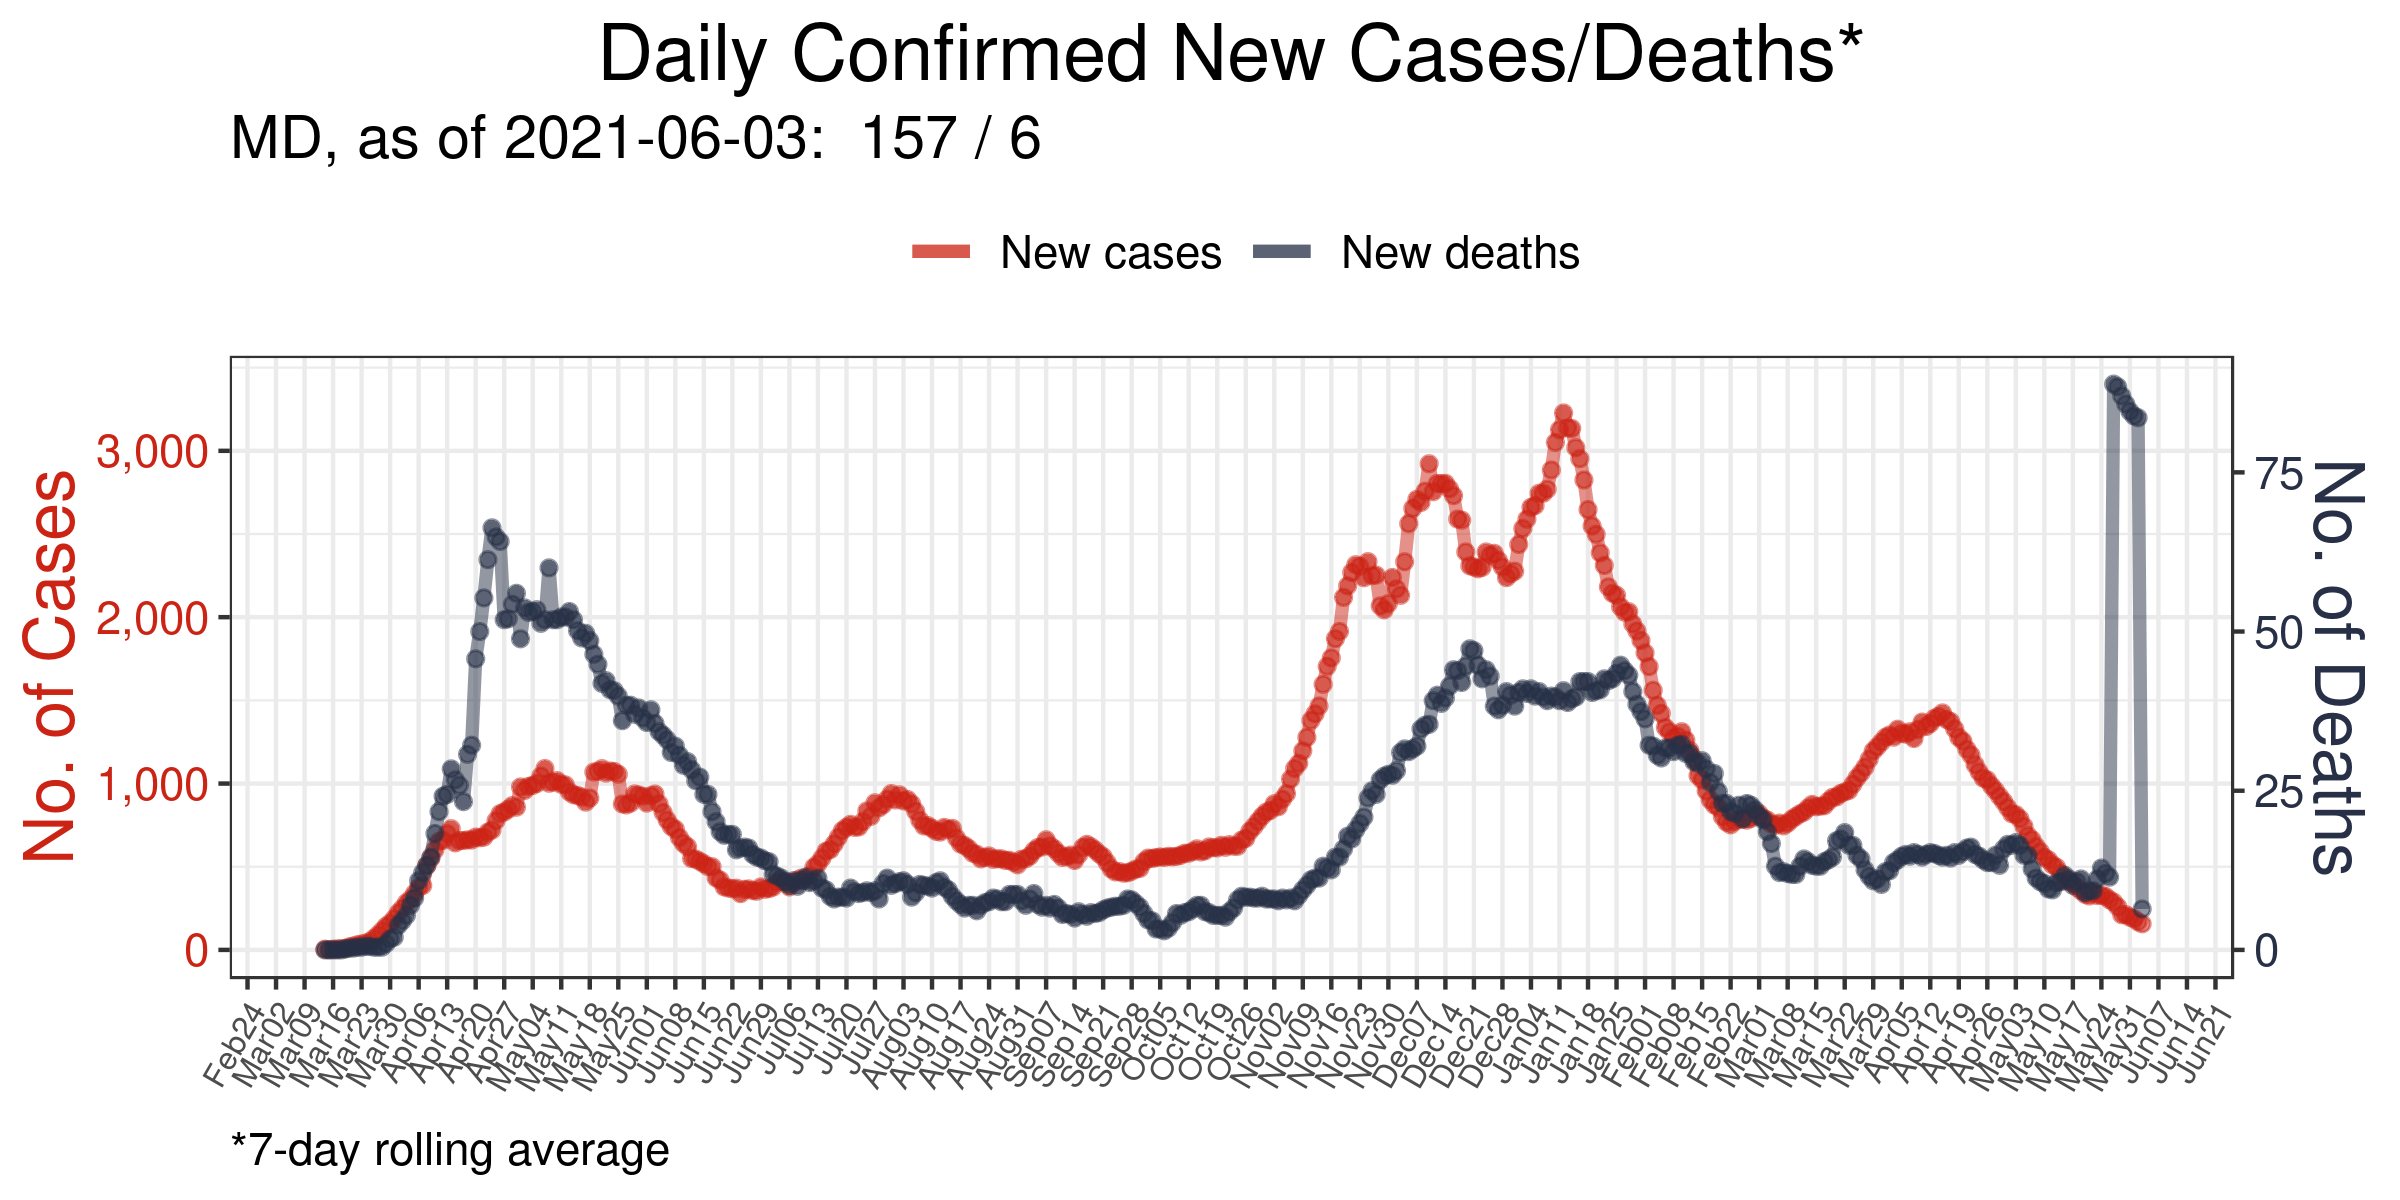 Daily Confirmed New Cases/Deaths*
MD, as of 2021-06-03:  157 / 6
New cases
New deaths
No. of Cases
3,000
2,000
1,000
0
75
50
25
0
No. of Deaths
Feb24
Mar02
Mar09
Mar16
Mar23
Mar30
Apr06
Apr13
Apr20
Apr27
May04
May11
May18
May25
Jun01
Jun08
Jun15
Jun22
Jun29
Jul06
Jul13
Jul20
Jul27
Aug03
Aug10
Aug17
Aug24
Aug31
Sep07
Sep14
Sep21
Sep28
Oct05
Oct12
Oct19
Oct26
Nov02
Nov09
Nov16
Nov23
Nov30
Dec07
Dec14
Dec21
Dec28
Jan04
Jan11
Jan18
Jan25
Feb01
Feb08
Feb15
Feb22
Mar01
Mar08
Mar15
Mar22
Mar29
Apr05
Apr12
Apr19
Apr26
May03
May10
May17
May24
May31
Jun07
Jun14
Jun21
*7-day rolling average